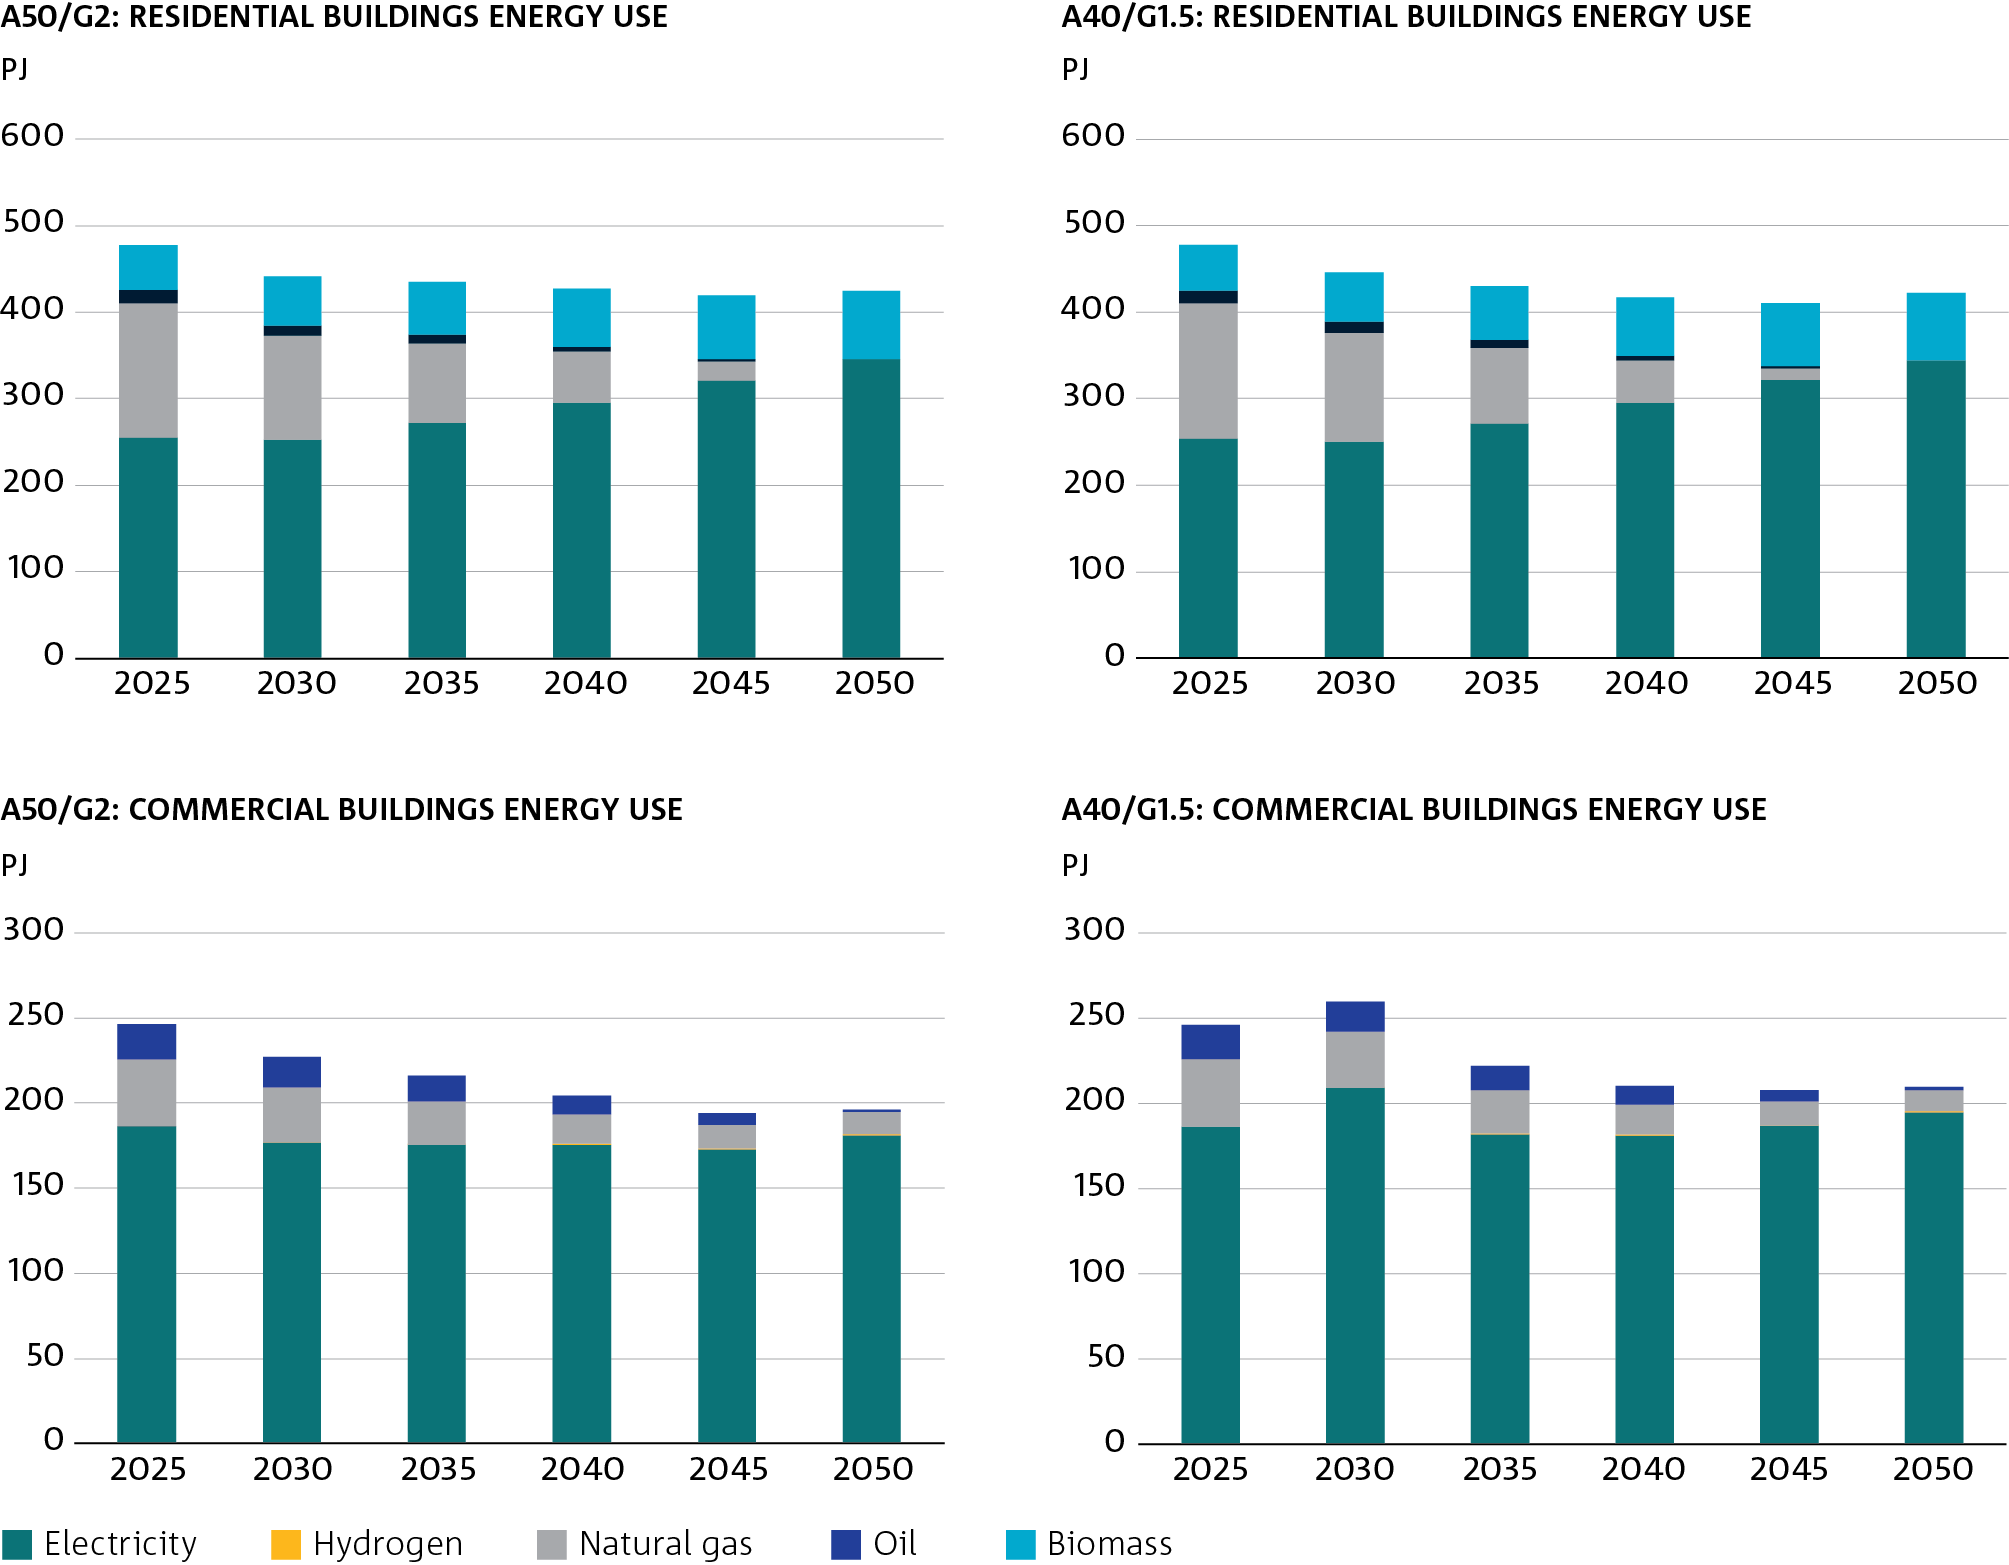 A50/G2: RESIDENTIAL BUILDINGS ENERGY USE
PJ
600
500
400
300
200
100
0
2025 2030 2035 2040 2045 2050
A40/G1.5: RESIDENTIAL BUILDINGS ENERGY USE
PJ
600
500
400
300
200
100
0
2025 2030 2035 2040 2045 2050
A50/G2: COMMERCIAL BUILDINGS ENERGY USE
PJ
300
250
200
150
100
50
0
2025 2030 2035 2040 2045 2050
A40/G1.5: COMMERCIAL BUILDINGS ENERGY USE
PJ
300
250
200
150
100
50
0
2025 2030 2035 2040 2045 2050
Electricity Hydrogen Natural gas Oil Biomass